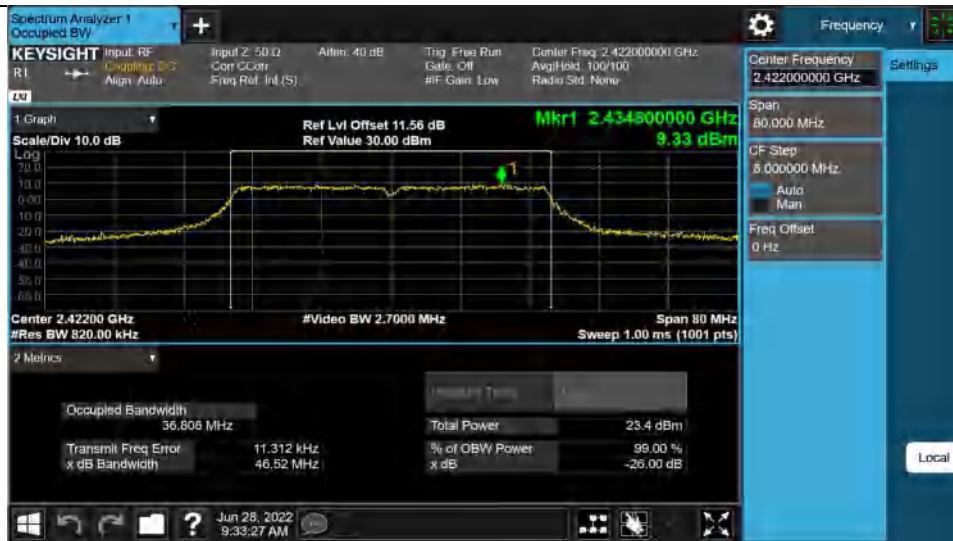 Spectrum Analyzer 1
Occupied BW
+
Frequency
KEYSIGHT
Input: RF
Coupling: DC
Align: Auto
Input Z: 50 Ω
Corr CCorr
Freq Ref: Int (S)
Atten: 40 dB
Trig: Free Run
Gate: Off
#IF Gain: Low
Center Freq: 2.422000000 GHz
Avg|Hold: 100/100
Radio Std: None
LXI
1 Graph
Scale/Div 10.0 dB
Ref Lvl Offset 11.56 dB
Ref Value 30.00 dBm
Mkr1 2.434800000 GHz
9.33 dBm
Log
20.0
10.0
0.00
1
Center 2.42200 GHz
#Res BW 820.00 kHz
#Video BW 2.7000 MHz
Span 80 MHz
Sweep 1.00 ms (1001 pts)
2 Metrics
Occupied Bandwidth
36.808 MHz
Transmit Freq Error 11.312 kHz
x dB Bandwidth 46.52 MHz
Total Power 23.4 dBm
% of OBW Power 99.00 %
x dB -26.00 dB
Center Frequency
2.422000000 GHz
Span
80.000 MHz
CF Step
8.000000 MHz
Auto
Man
Freq Offset
0 Hz
Settings
Local
?
Jun 28, 2022
9:33:27 AM